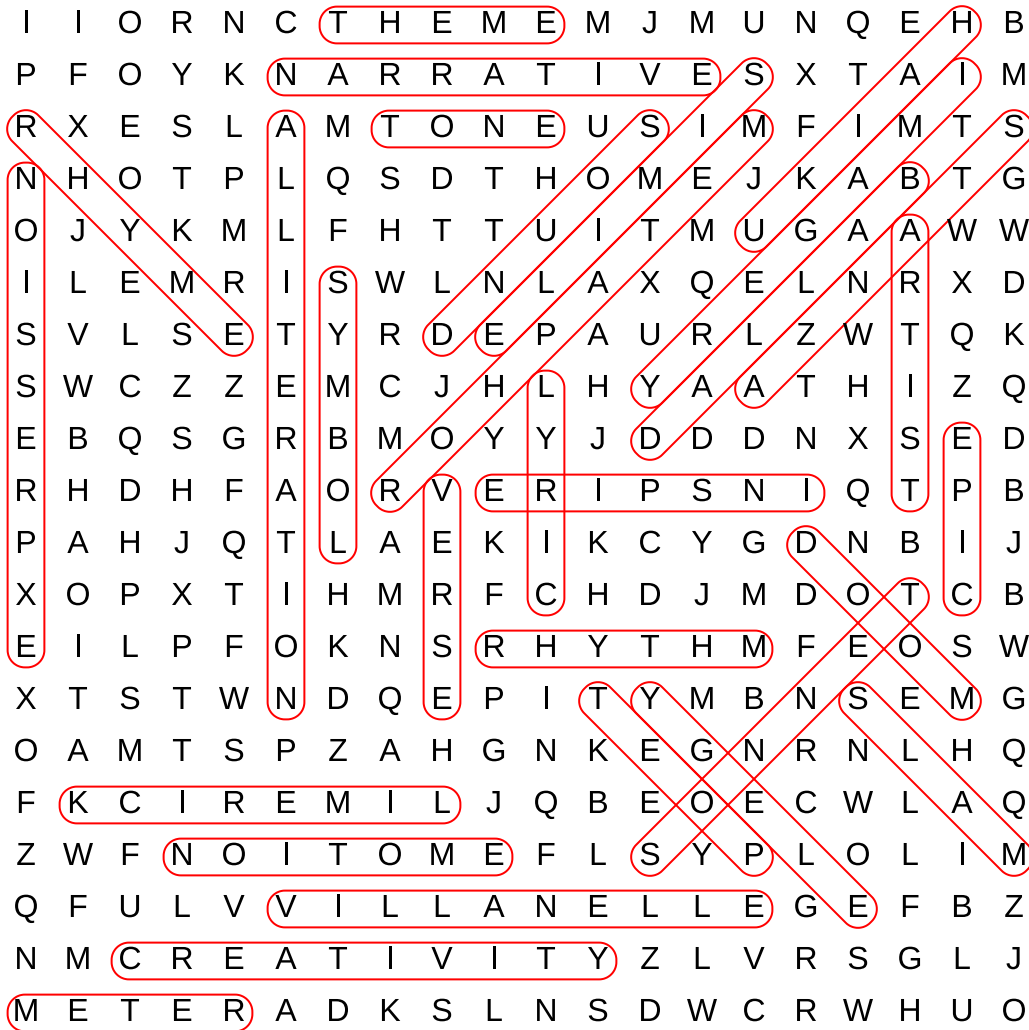 I I O R N C T H E M E M J M U N Q E H B
P F O Y K N A R R A T I V E S X T A I M
R X E S L A M T O N E U S I M F I M T S
N H O T P L Q S D T H O M E J K A B T G
O J Y K M L F H T T U I T M U G A A W W
I L E M R I S W L N L A X Q E L N R X D
S V L S E T Y R D E P A U R L Z W T Q K
S W C Z Z E M C J H L H Y A A T H I Z Q
E B Q S G R B M O Y Y J D D D N X S E D
R H D H F A O R V E R I P S N I Q T P B
P A H J Q T L A E K I K C Y G D N B I J
X O P X T I H M R F C H D J M D O T C B
E I L P F O K N S R H Y T H M F E O S W
X T S T W N D Q E P I T Y M B N S E M G
O A M T S P Z A H G N K E G N R N L H Q
F K C I R E M I L J Q B E O E C W L A Q
Z W F N O I T O M E F L S Y P L O L I M
Q F U L V V I L L A N E L L E G E F B Z
N M C R E A T I V I T Y Z L V R S G L J
M E T E R A D K S L N S D W C R W H U O